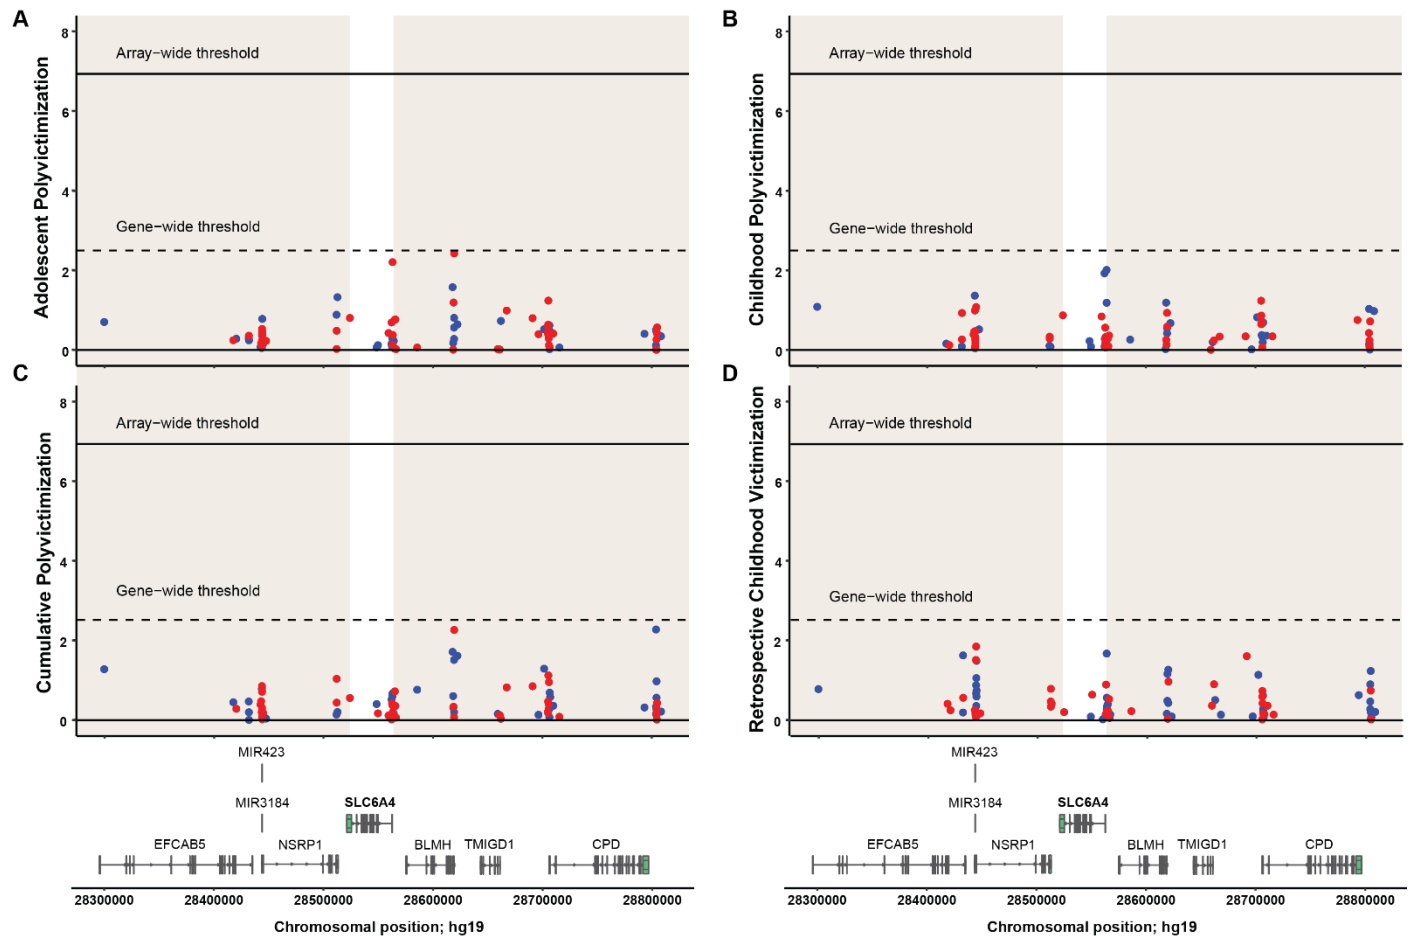 A
Adolescent Polyvictimization
8
6
4
2
0
Array−wide threshold
Gene−wide threshold
B
Childhood Polyvictimization
8
6
4
2
0
Array−wide threshold
Gene−wide threshold
C
Cumulative Polyvictimization
8
6
4
2
0
Array−wide threshold
Gene−wide threshold
D
Retrospective Childhood Victimization
8
6
4
2
0
Array−wide threshold
Gene−wide threshold
MIR423
MIR3184 SLC6A4
EFCAB5 NSRP1 BLMH TMIGD1 CPD
28300000 28400000 28500000 28600000 28700000 28800000
Chromosomal position; hg19
MIR423
MIR3184 SLC6A4
EFCAB5 NSRP1 BLMH TMIGD1 CPD
28300000 28400000 28500000 28600000 28700000 28800000
Chromosomal position; hg19